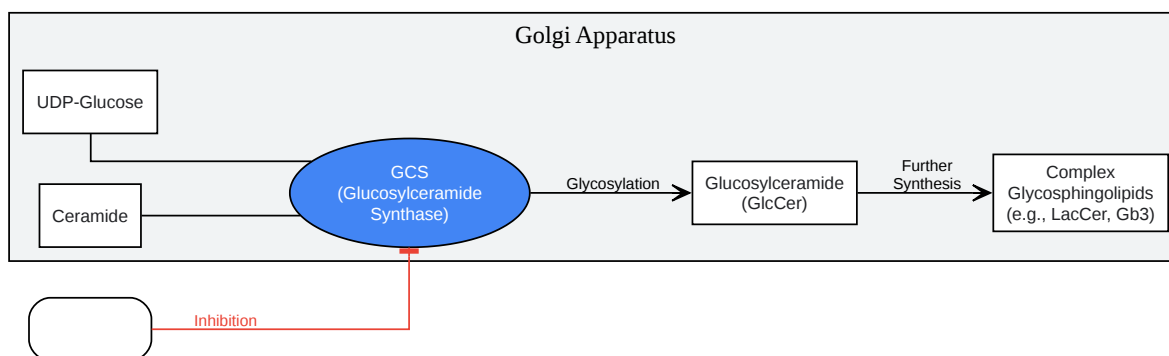 Golgi Apparatus
UDP-Glucose
Ceramide
GCS
(Glucosylceramide
Synthase)
Glycosylation
Glucosylceramide
(GlcCer)
Further
Synthesis
Complex
Glycosphingolipids
(e.g., LacCer, Gb3)
Inhibition